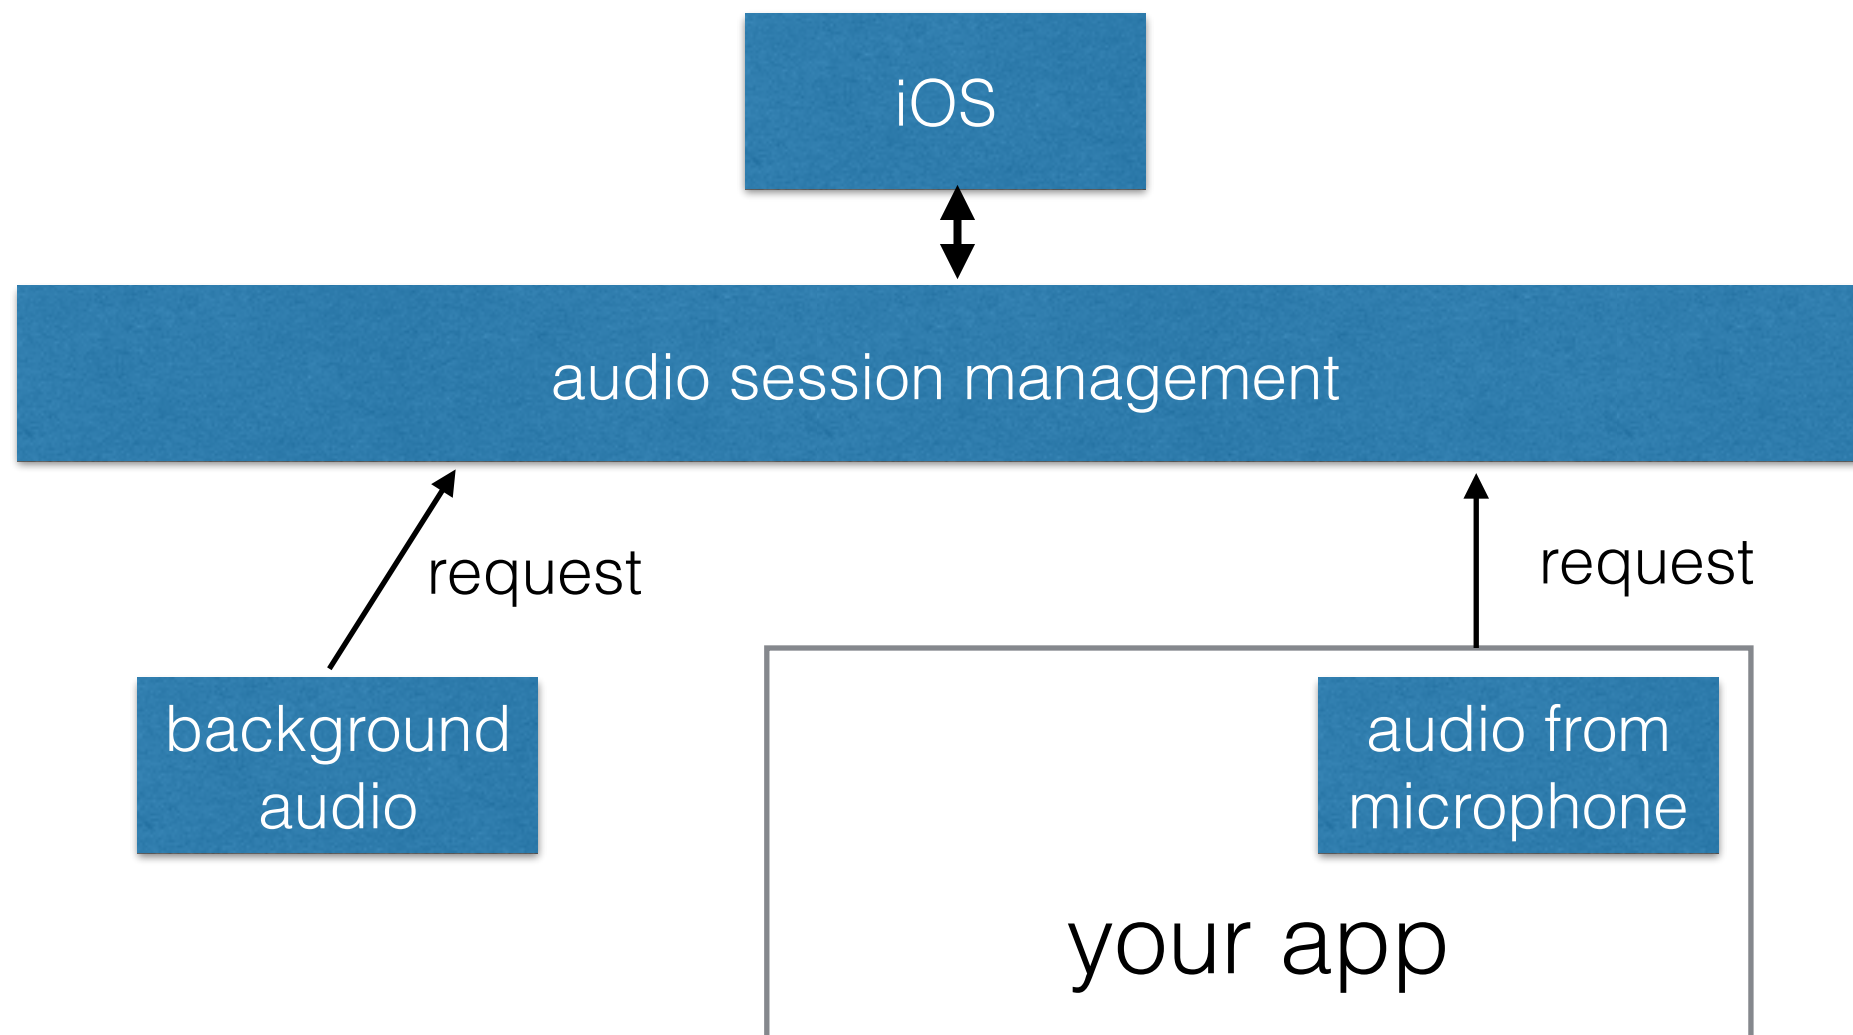 iOS
audio session management
request
request
background
audio
audio from
microphone
your app